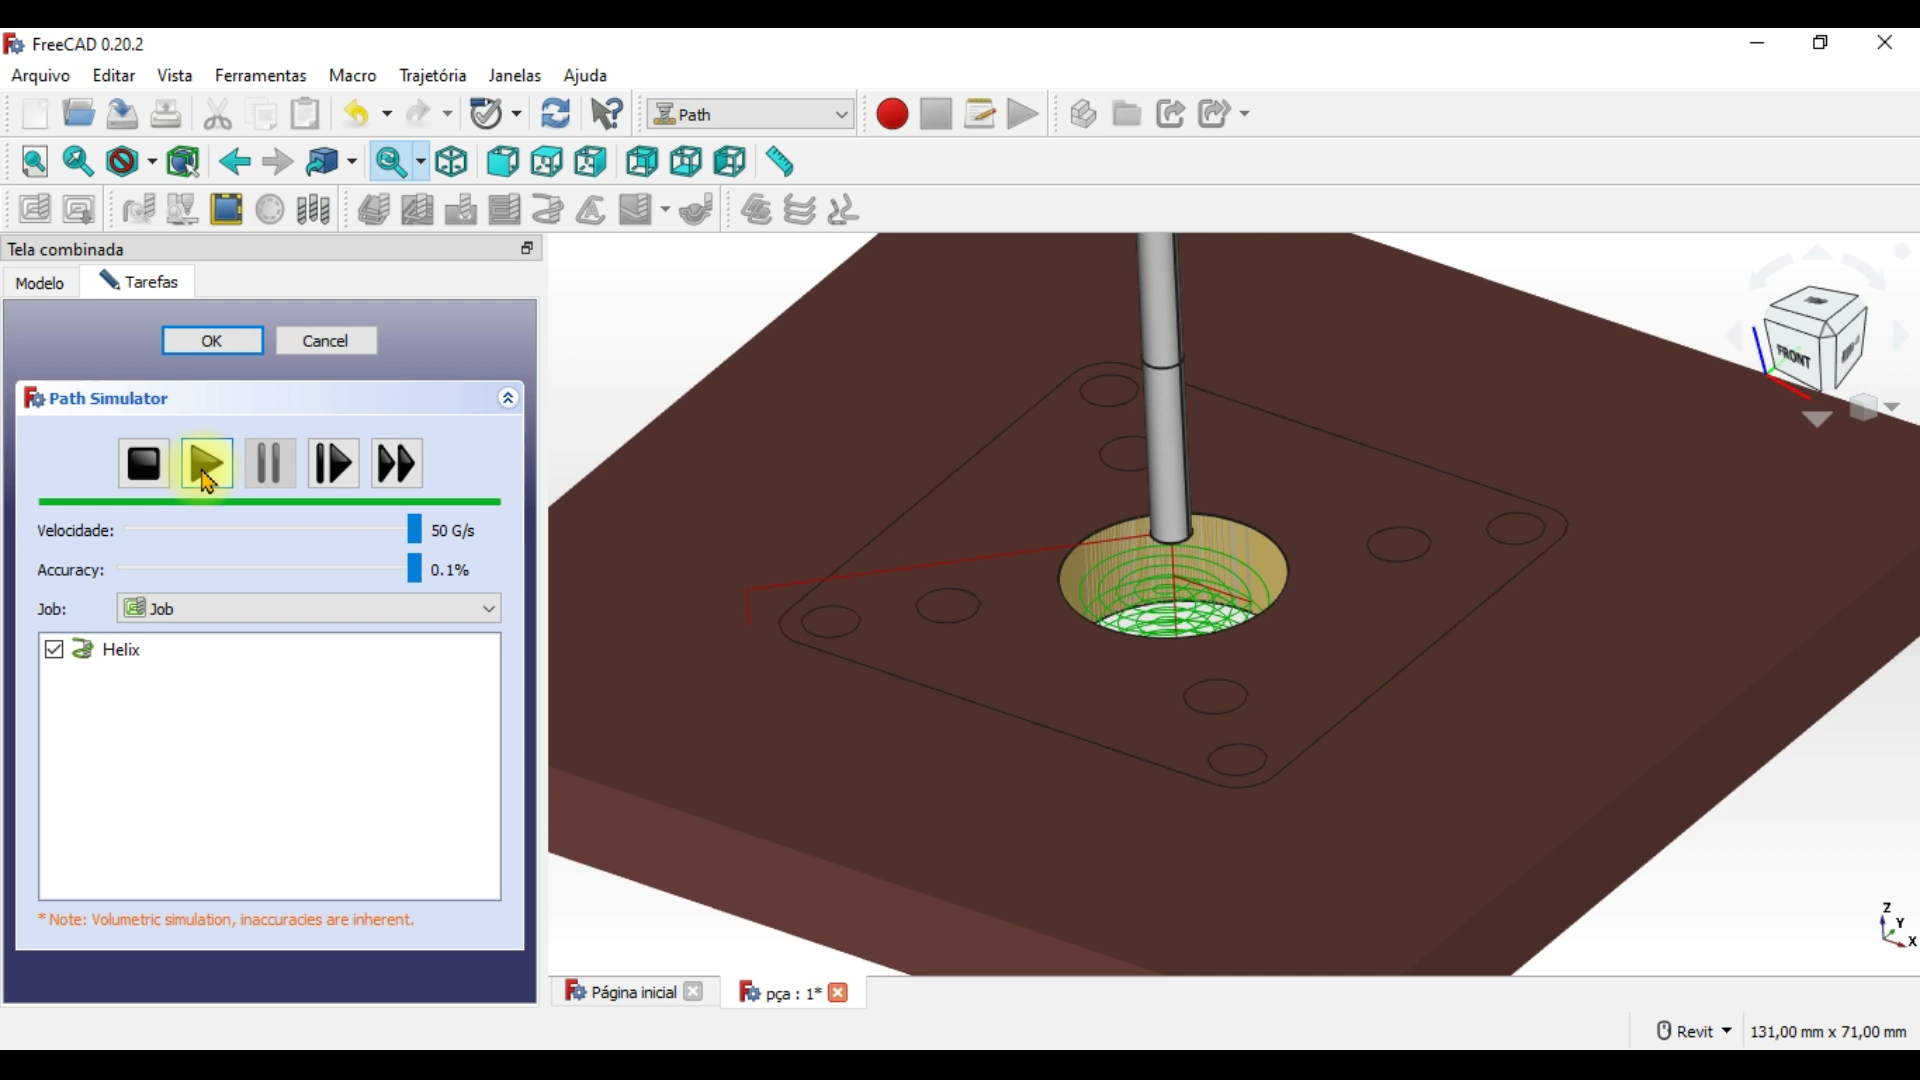 FreeCAD 0.20.2
Arquivo Editar Vista Ferramentas Macro Trajetória Janelas Ajuda
Path
Tela combinada
Modelo Tarefas
OK Cancel
Path Simulator
Velocidade: 50 G/s
Accuracy: 0.1%
Job: Job
Helix
* Note: Volumetric simulation, inaccuracies are inherent.
FRONT
Z
Y
X
Página inicial pça : 1*
Revit 131,00 mm x 71,00 mm